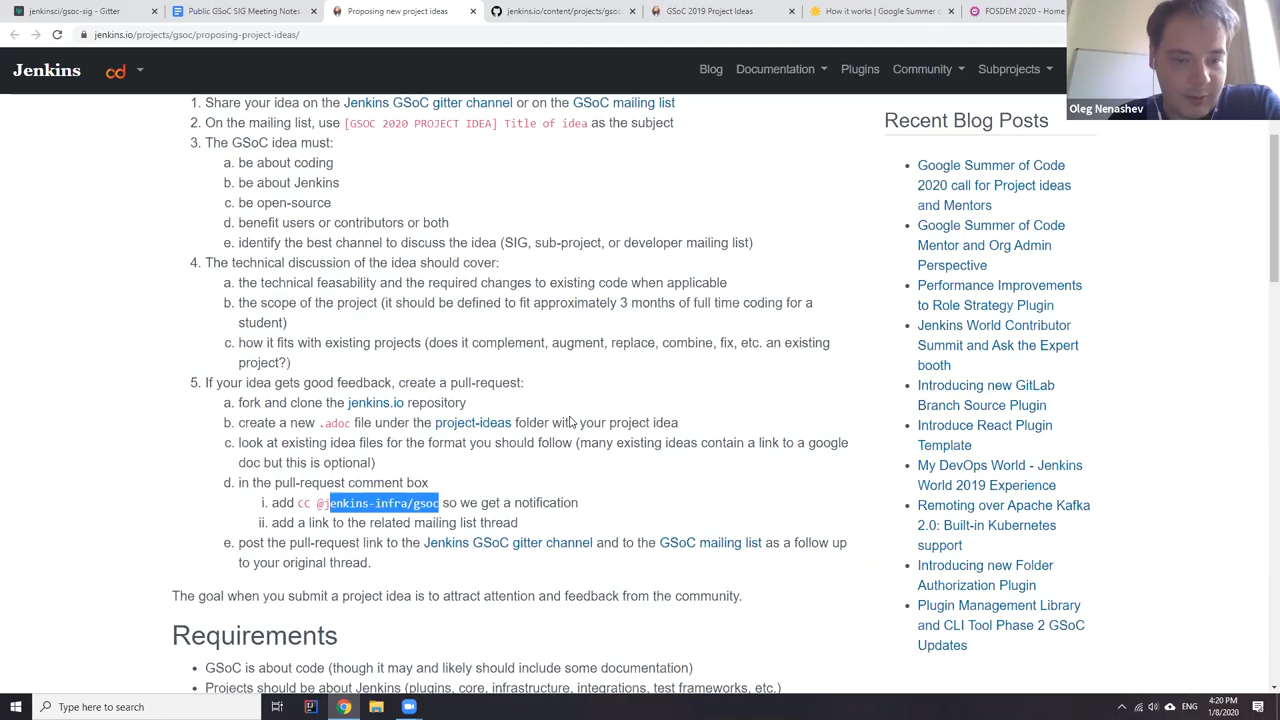 jenkinsci/gsoc-sig - Gitter
Public GSoC SIG Meeting Notes
Proposing new project ideas
jenkins.io/content/projects/gsoc
GSoC 2019 Project Ideas
How it works | Google Summer of
FOSDEM 2020 - Home
jenkins.io/projects/gsoc/proposing-project-ideas/
Jenkins
cd
Blog
Documentation
Plugins
Community
Subprojects
Oleg Nenashev
1. Share your idea on the Jenkins GSoC gitter channel or on the GSoC mailing list
2. On the mailing list, use [GSOC 2020 PROJECT IDEA] Title of idea as the subject
3. The GSoC idea must:
a. be about coding
b. be about Jenkins
c. be open-source
d. benefit users or contributors or both
e. identify the best channel to discuss the idea (SIG, sub-project, or developer mailing list)
4. The technical discussion of the idea should cover:
a. the technical feasability and the required changes to existing code when applicable
b. the scope of the project (it should be defined to fit approximately 3 months of full time coding for a
student)
c. how it fits with existing projects (does it complement, augment, replace, combine, fix, etc. an existing
project?)
5. If your idea gets good feedback, create a pull-request:
a. fork and clone the jenkins.io repository
b. create a new .adoc file under the project-ideas folder with your project idea
c. look at existing idea files for the format you should follow (many existing ideas contain a link to a google
doc but this is optional)
d. in the pull-request comment box
i. add CC @jenkins-infra/gsoc so we get a notification
ii. add a link to the related mailing list thread
e. post the pull-request link to the Jenkins GSoC gitter channel and to the GSoC mailing list as a follow up
to your original thread.
The goal when you submit a project idea is to attract attention and feedback from the community.
Requirements
• GSoC is about code (though it may and likely should include some documentation)
• Projects should be about Jenkins (plugins, core, infrastructure, integrations, test frameworks, etc.)
Recent Blog Posts
• Google Summer of Code
2020 call for Project ideas
and Mentors
• Google Summer of Code
Mentor and Org Admin
Perspective
• Performance Improvements
to Role Strategy Plugin
• Jenkins World Contributor
Summit and Ask the Expert
booth
• Introducing new GitLab
Branch Source Plugin
• Introduce React Plugin
Template
• My DevOps World - Jenkins
World 2019 Experience
• Remoting over Apache Kafka
2.0: Built-in Kubernetes
support
• Introducing new Folder
Authorization Plugin
• Plugin Management Library
and CLI Tool Phase 2 GSoC
Updates
Type here to search
ENG
4:20 PM
1/8/2020